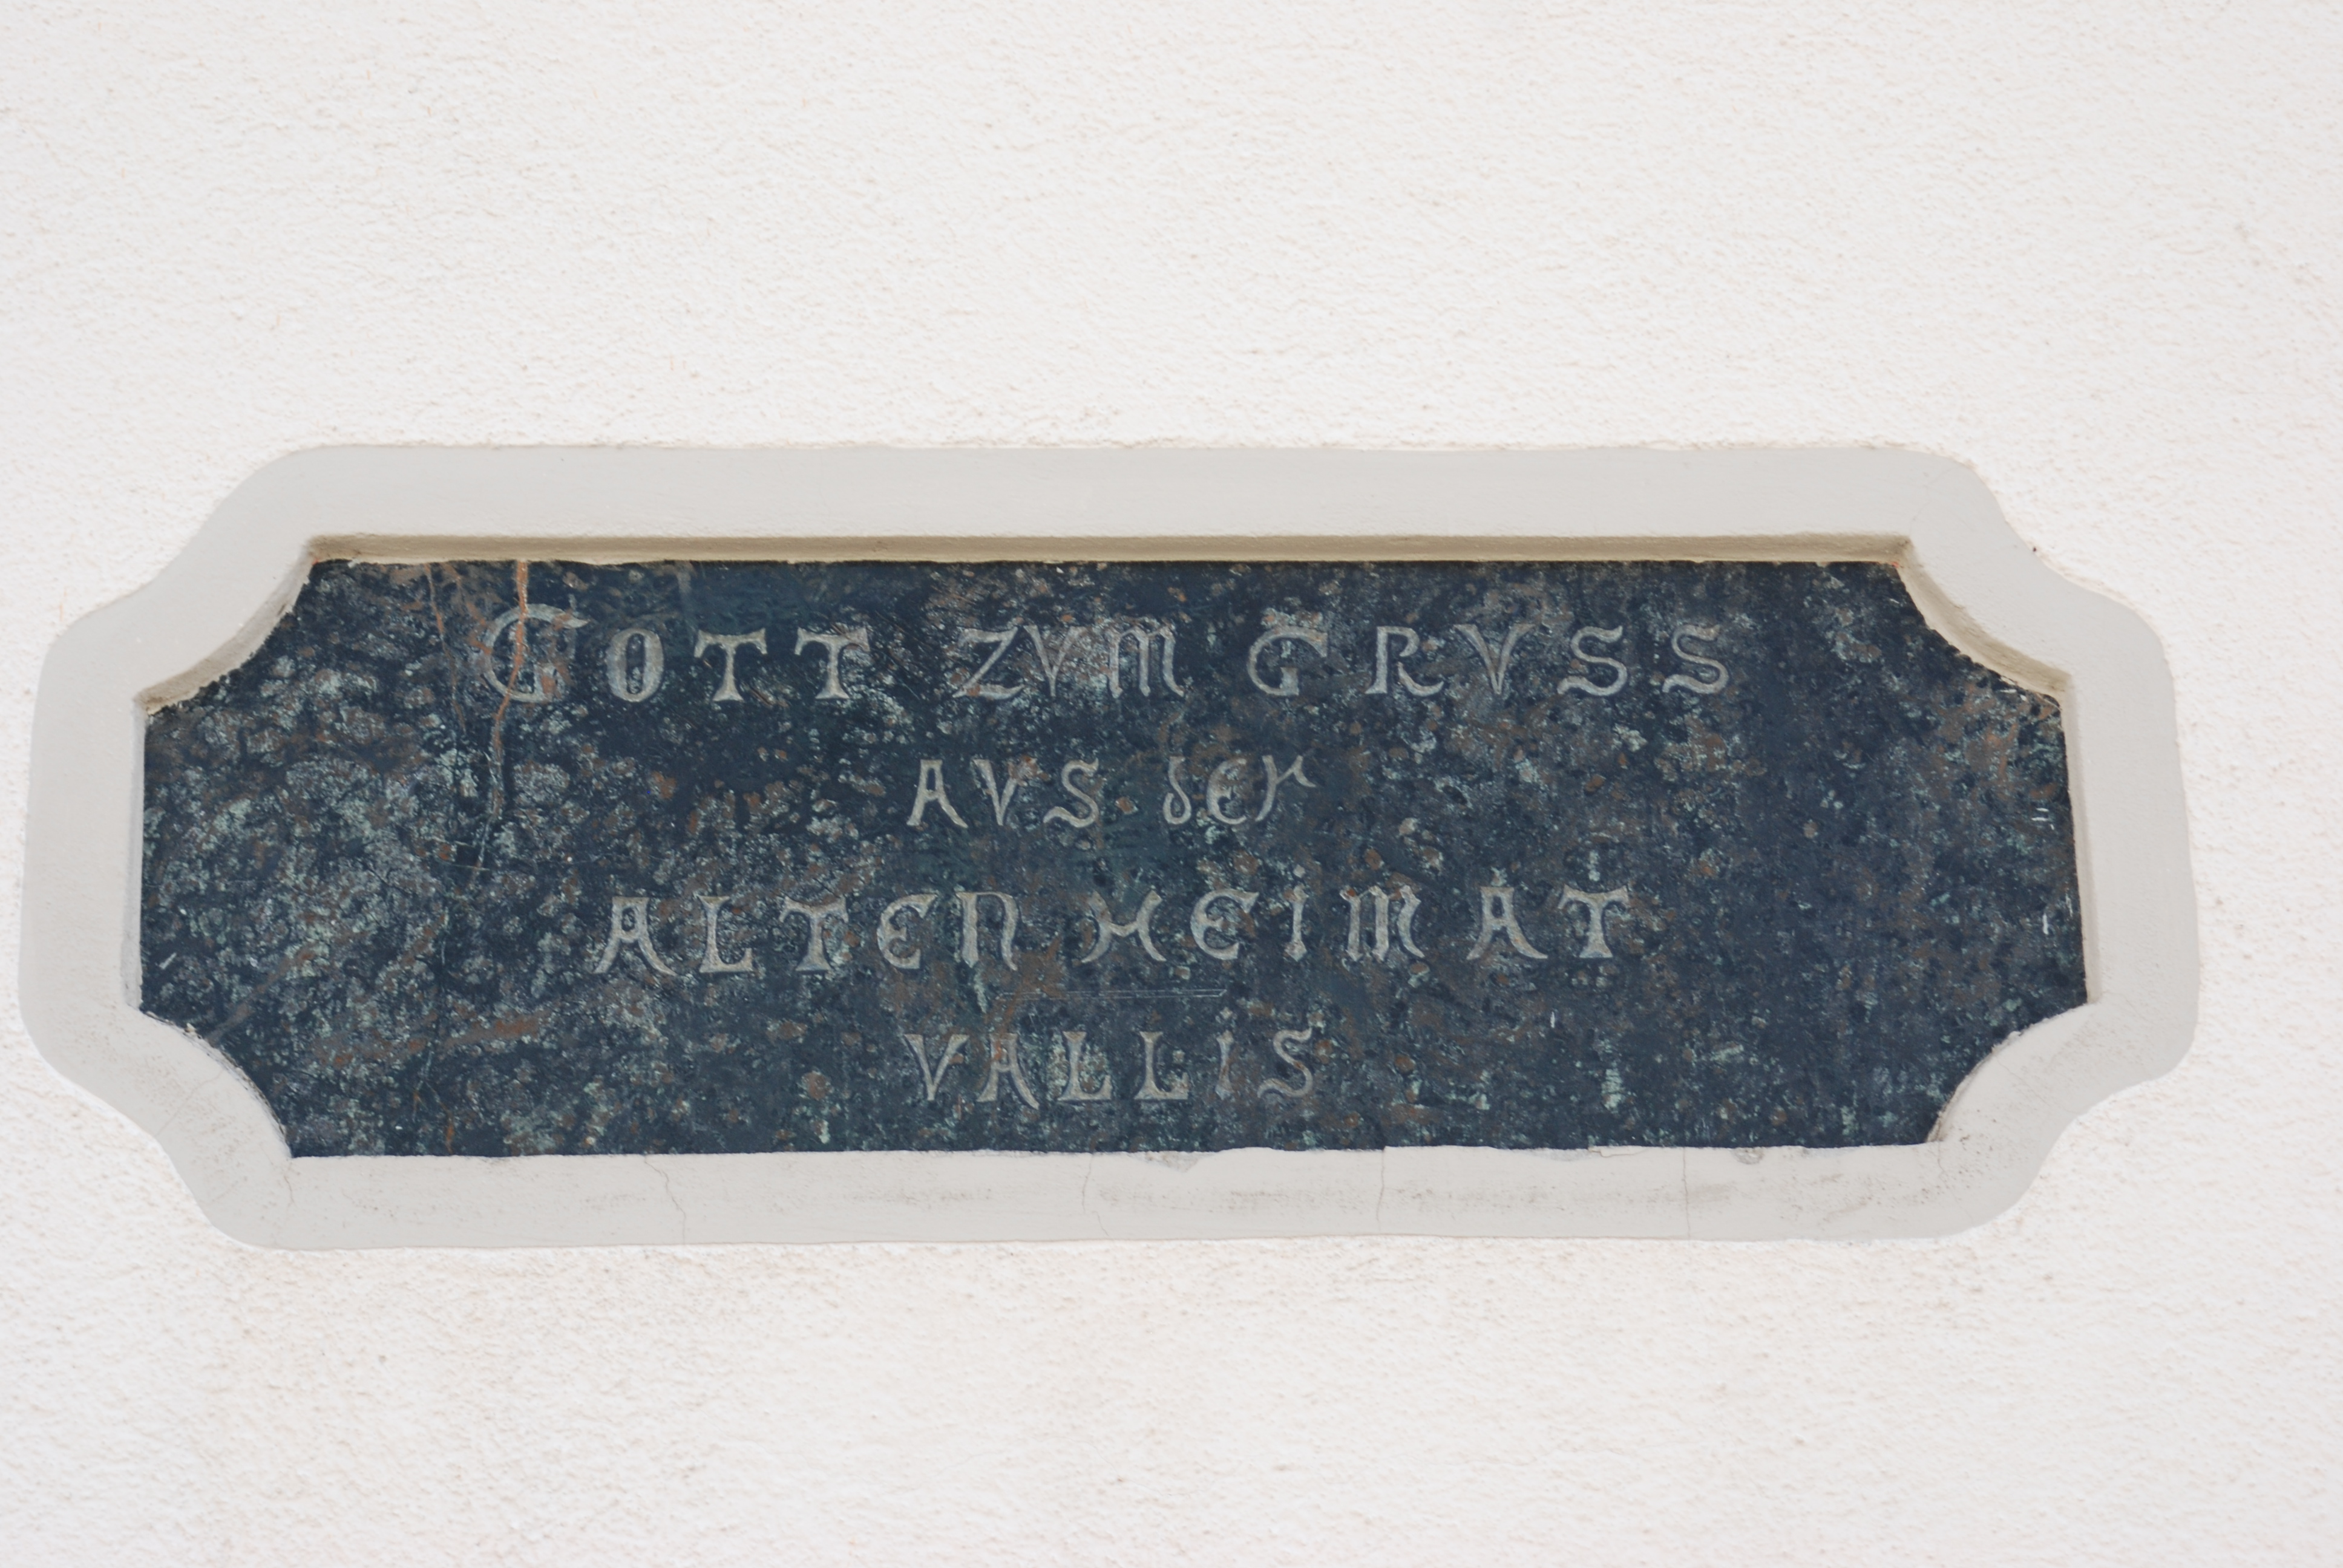 GOTT ZVM GRVSS
AVS der
ALTEN HEIMAT
VALLIS